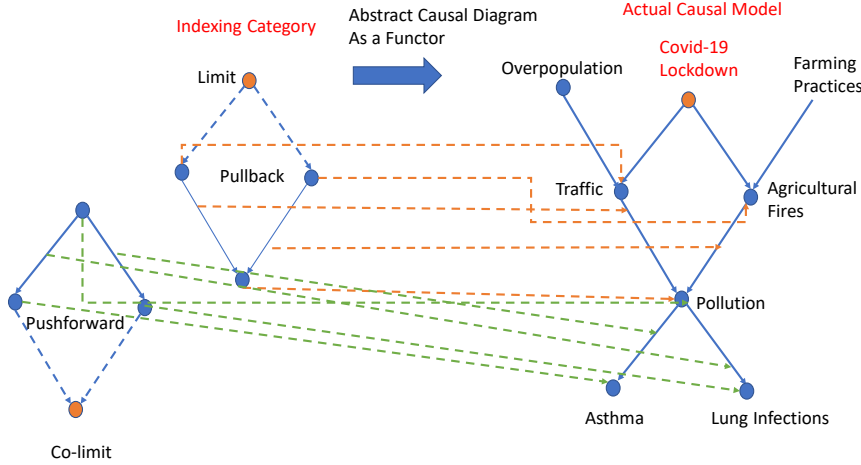 Indexing Category
Abstract Causal Diagram
As a Functor
Actual Causal Model
Limit
Overpopulation
Covid-19
Lockdown
Farming
Practices
Pullback
Traffic
Agricultural
Fires
Pushforward
Pollution
Co-limit
Asthma
Lung Infections